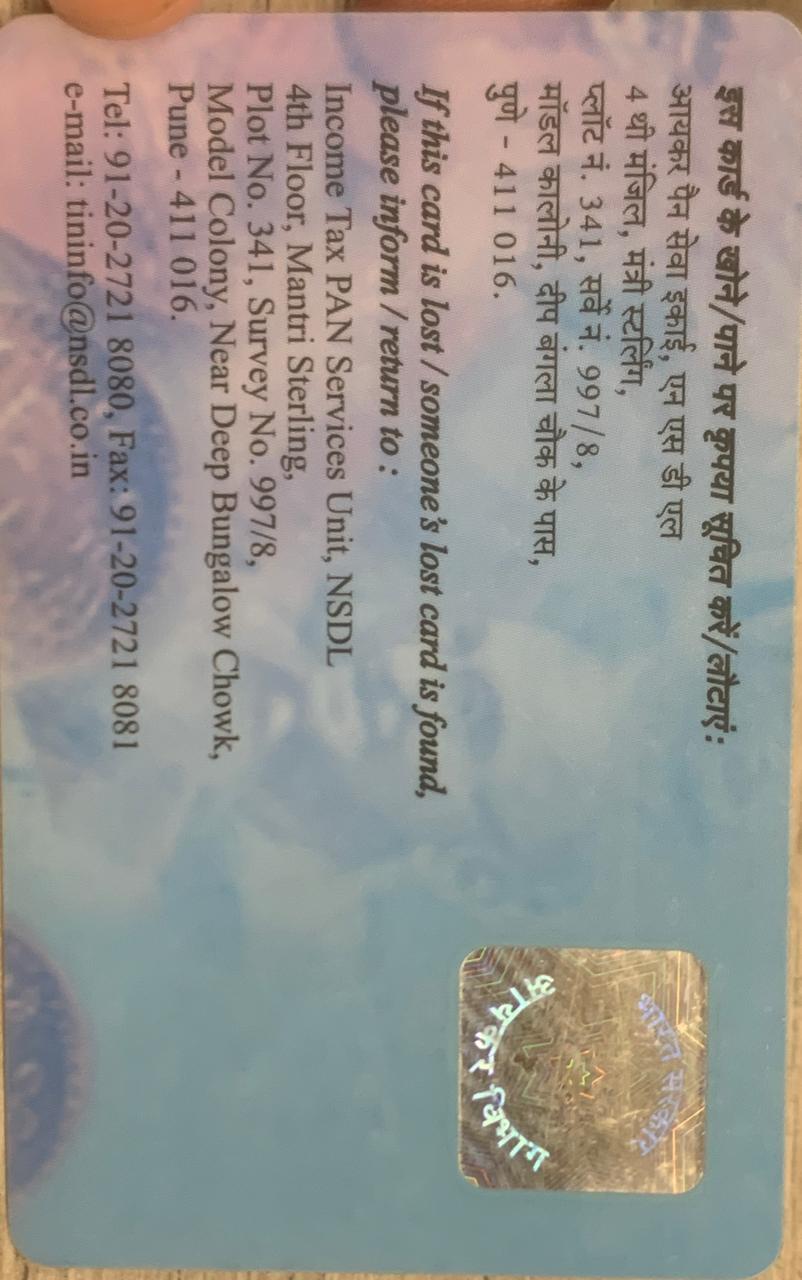 इस कार्ड के खोने/पाने पर कृपया सूचित करें/लौटाएं:
आयकर पैन सेवा इकाई, एन एस डी एल
4 थी मंजिल, मंत्री स्टर्लिंग,
प्लॉट नं. 341, सर्वे नं. 997/8,
मॉडल कालोनी, दीप बंगला चौक के पास,
पुणे - 411 016.
If this card is lost / someone's lost card is found,
please inform / return to :
Income Tax PAN Services Unit, NSDL
4th Floor, Mantri Sterling,
Plot No. 341, Survey No. 997/8,
Model Colony, Near Deep Bungalow Chowk,
Pune - 411 016.
Tel: 91-20-2721 8080, Fax: 91-20-2721 8081
e-mail: tininfo@nsdl.co.in
भारत सरकार
आयकर विभाग